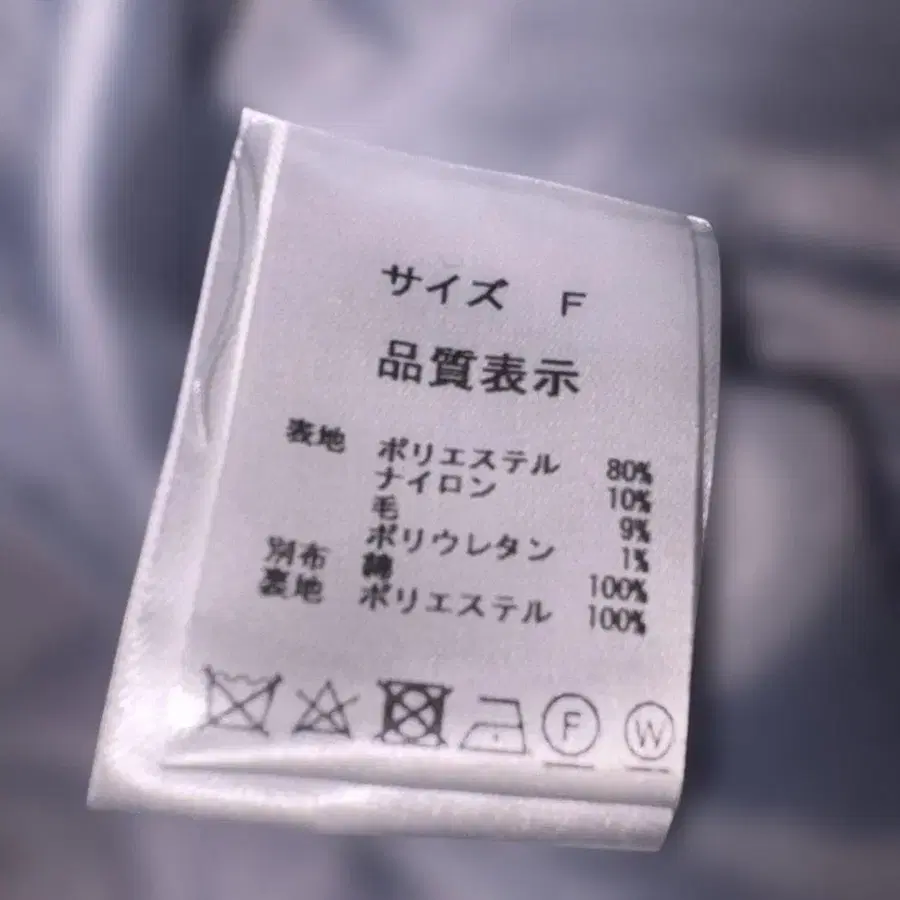 サイズ F
品質表示
表地 ポリエステル 80%
ナイロン 10%
毛 9%
ポリウレタン 1%
別布 綿 100%
裏地 ポリエステル 100%
F W